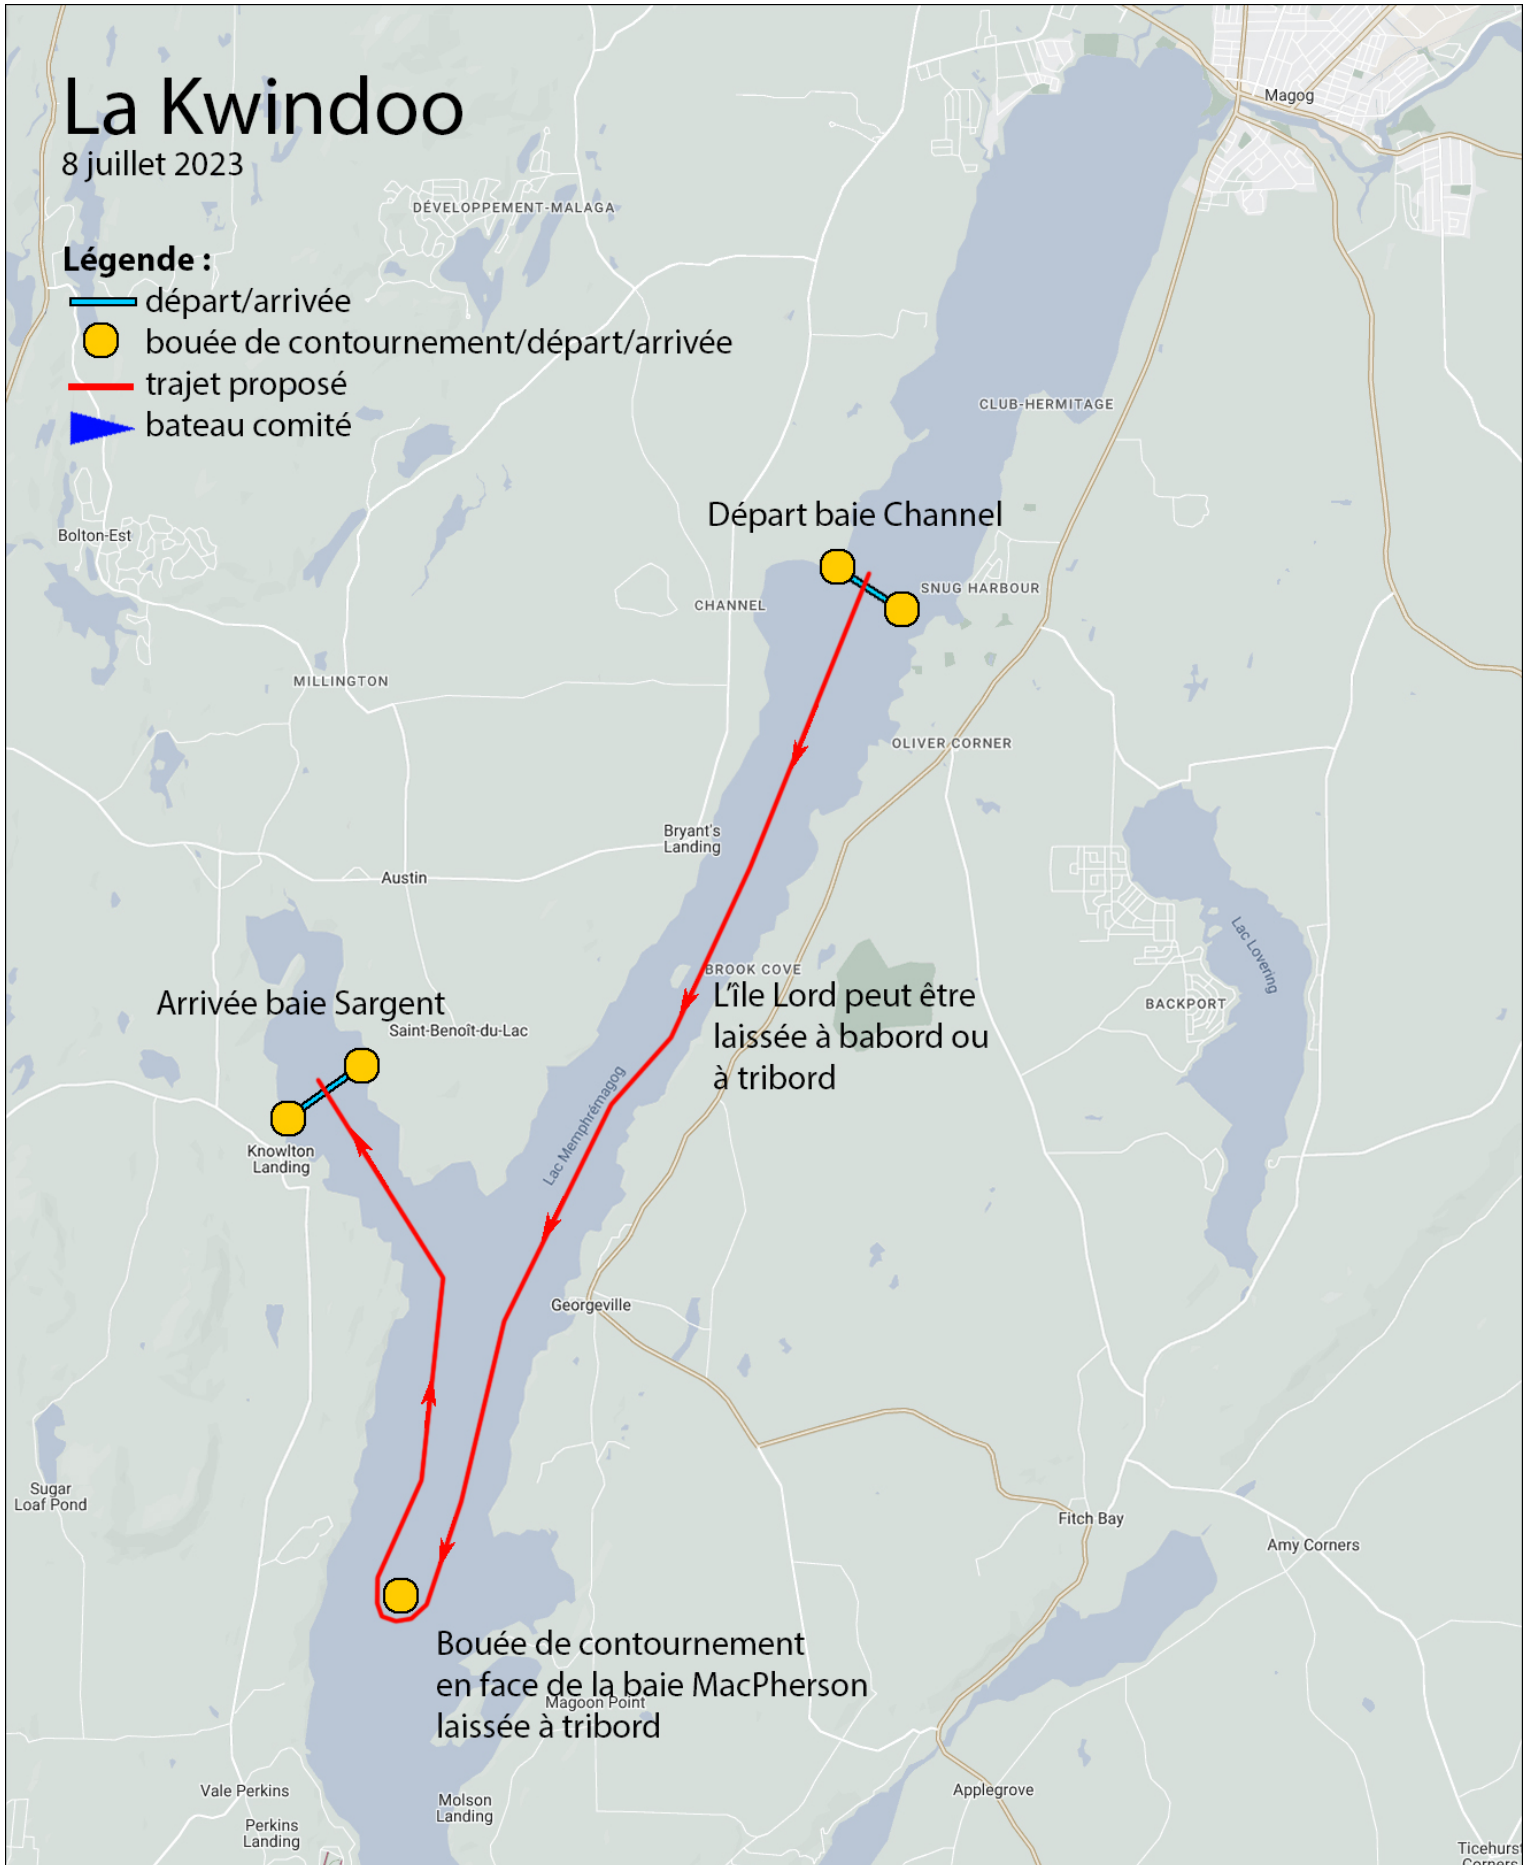 La Kwindoo
8 juillet 2023
Magog
DÉVELOPPEMENT-MALAGA
Légende :
départ/arrivée
bouée de contournement/départ/arrivée
trajet proposé
bateau comité
CLUB-HERMITAGE
Départ baie Channel
Bolton-Est
SNUG HARBOUR
CHANNEL
MILLINGTON
OLIVER CORNER
Bryant's
Landing
Austin
Lac Lovering
BROOK COVE
L'île Lord peut être
laissée à babord ou
à tribord
BACKPORT
Arrivée baie Sargent
Saint-Benoît-du-Lac
Lac Memphrémagog
Knowlton
Landing
Georgeville
Sugar
Loaf Pond
Fitch Bay
Amy Corners
Bouée de contournement
en face de la baie MacPherson
laissée à tribord
Magoon Point
Vale Perkins
Molson
Landing
Applegrove
Perkins
Landing
Ticehurst
Corners